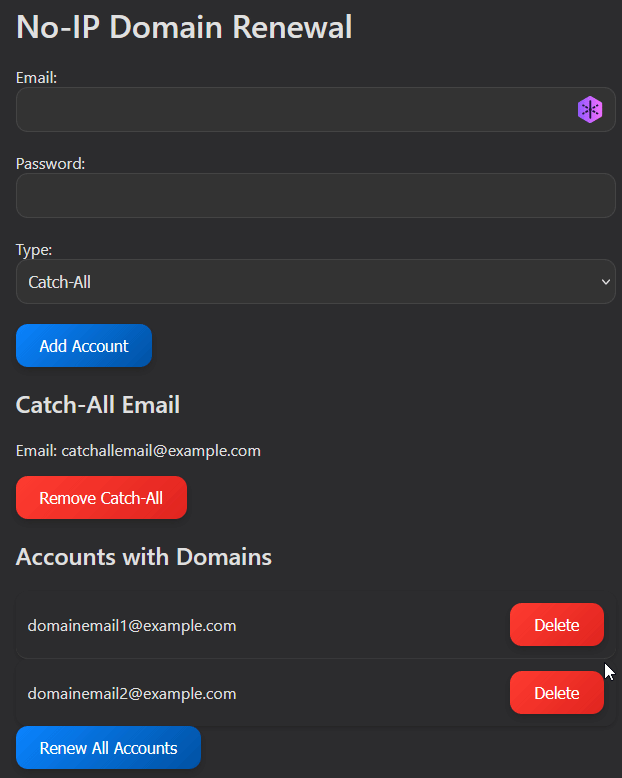 No-IP Domain Renewal
Email:
Password:
Type:
Catch-All
Add Account
Catch-All Email
Email: catchallemail@example.com
Remove Catch-All
Accounts with Domains
domainemail1@example.com Delete
domainemail2@example.com Delete
Renew All Accounts